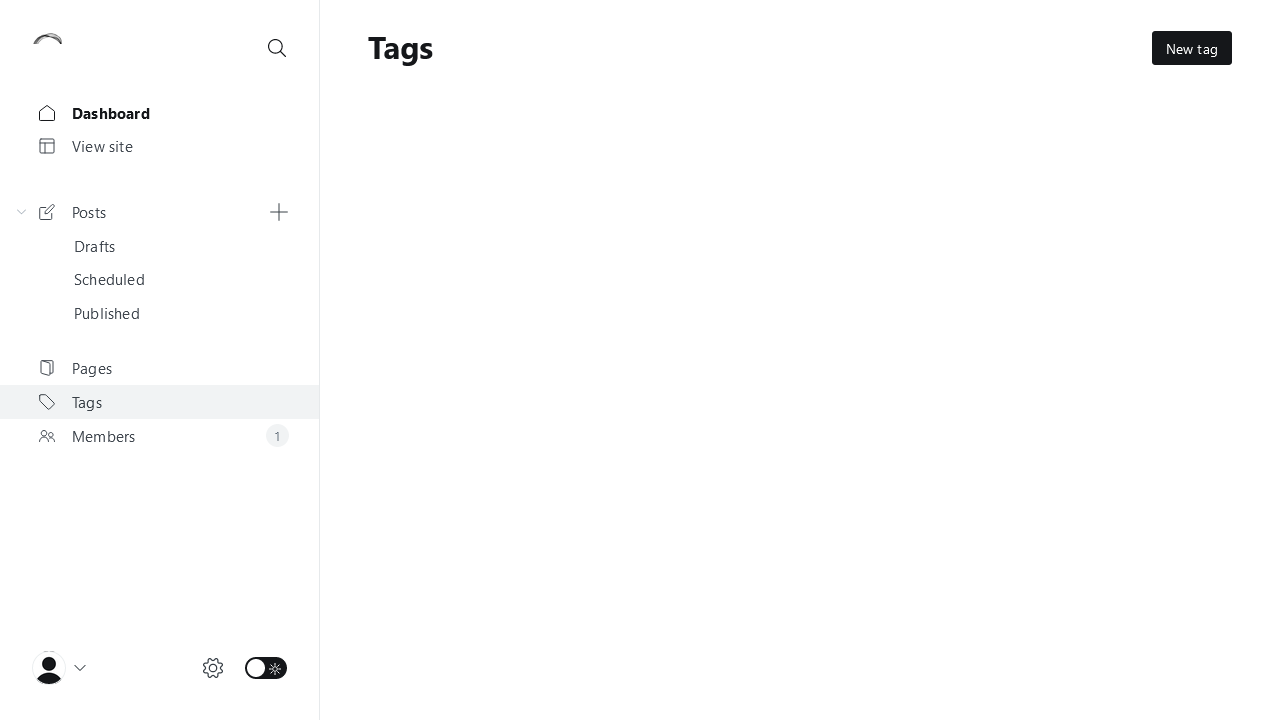 Tags
New tag
Dashboard
View site
Posts
Drafts
Scheduled
Published
Pages
Tags
Members
1